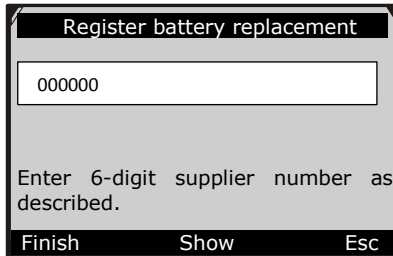 Register battery replacement
000000
Enter 6-digit supplier number as
described.
Finish Show Esc